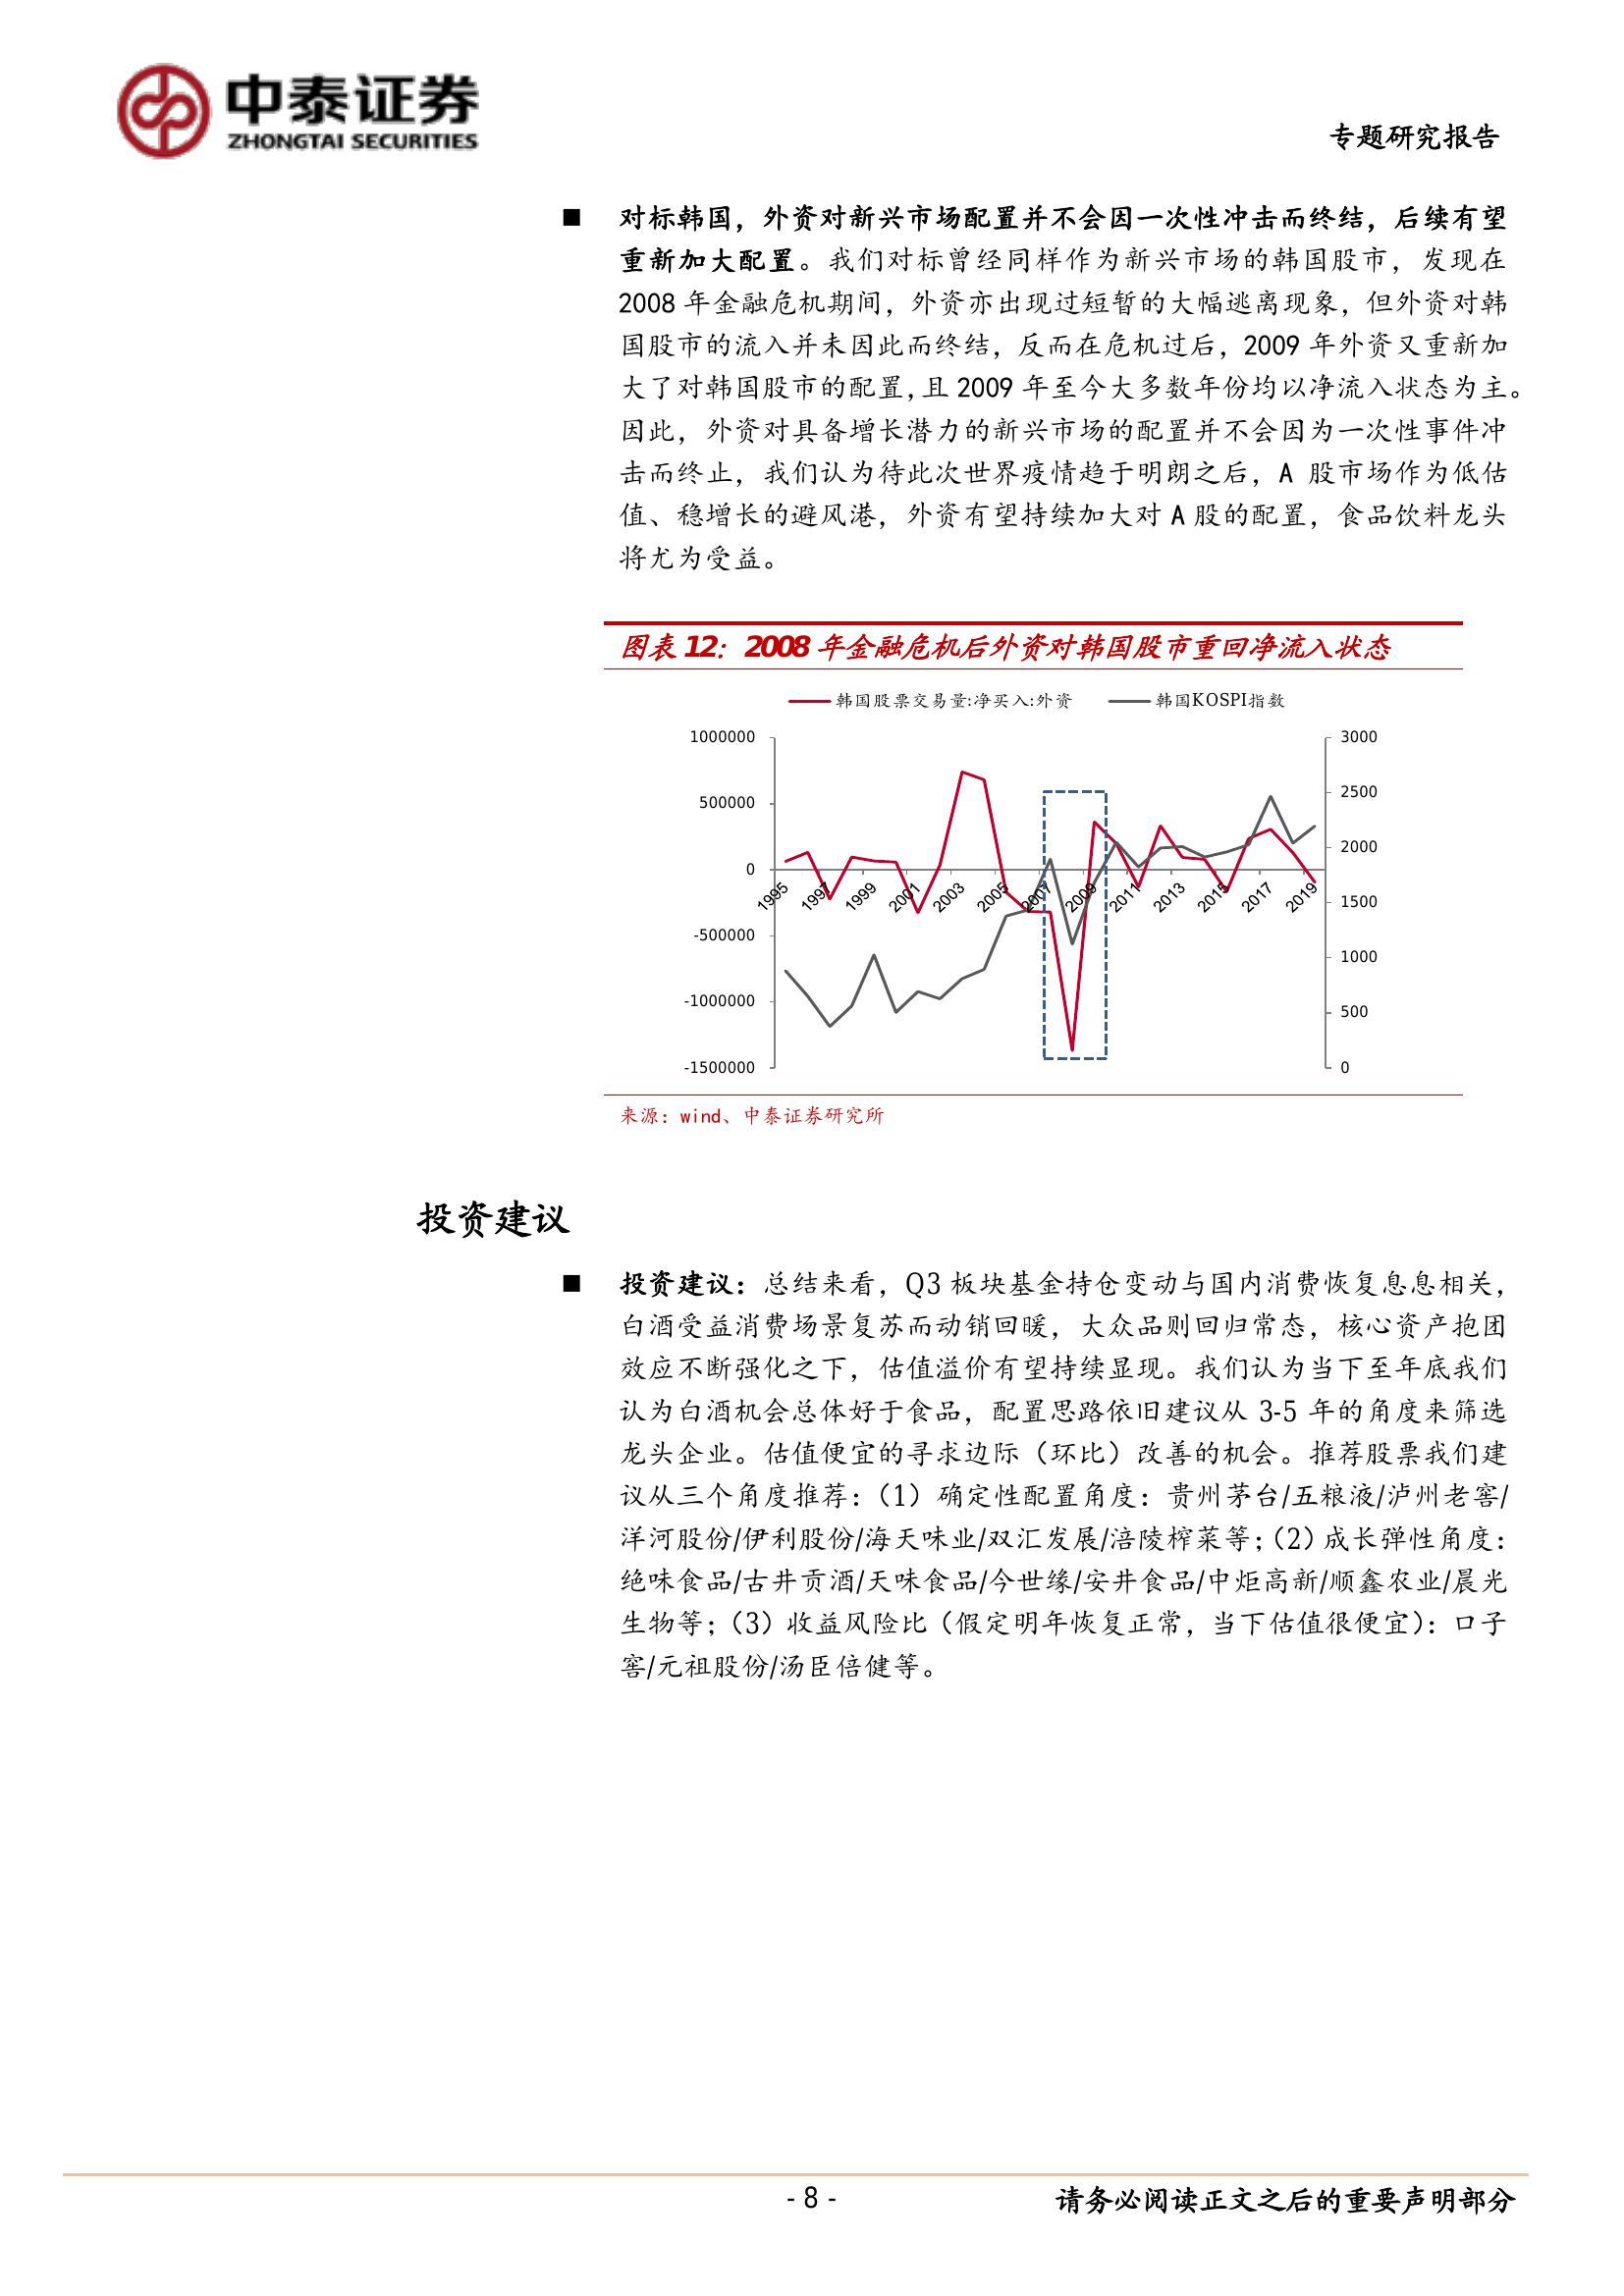 中泰证券
ZHONGTAI SECURITIES
专题研究报告
■ 对标韩国，外资对新兴市场配置并不会因一次性冲击而终结，后续有望
重新加大配置。我们对标曾经同样作为新兴市场的韩国股市，发现在
2008 年金融危机期间，外资亦出现过短暂的大幅逃离现象，但外资对韩
国股市的流入并未因此而终结，反而在危机过后，2009 年外资又重新加
大了对韩国股市的配置，且 2009 年至今大多数年份均以净流入状态为主。
因此，外资对具备增长潜力的新兴市场的配置并不会因为一次性事件冲
击而终止，我们认为待此次世界疫情趋于明朗之后，A 股市场作为低估
值、稳增长的避风港，外资有望持续加大对 A 股的配置，食品饮料龙头
将尤为受益。
图表 12：2008 年金融危机后外资对韩国股市重回净流入状态
韩国股票交易量:净买入:外资 韩国KOSPI指数
1000000 3000
500000 2500
0 2000
1995 1997 1999 2001 2003 2005 2007 2009 2011 2013 2015 2017 2019
1500
-500000
1000
-1000000
500
-1500000 0
来源：wind、中泰证券研究所
投资建议
■ 投资建议：总结来看，Q3 板块基金持仓变动与国内消费恢复息息相关，
白酒受益消费场景复苏而动销回暖，大众品则回归常态，核心资产抱团
效应不断强化之下，估值溢价有望持续显现。我们认为当下至年底我们
认为白酒机会总体好于食品，配置思路依旧建议从 3-5 年的角度来筛选
龙头企业。估值便宜的寻求边际（环比）改善的机会。推荐股票我们建
议从三个角度推荐：（1）确定性配置角度：贵州茅台/五粮液/泸州老窖/
洋河股份/伊利股份/海天味业/双汇发展/涪陵榨菜等；（2）成长弹性角度：
绝味食品/古井贡酒/天味食品/今世缘/安井食品/中炬高新/顺鑫农业/晨光
生物等；（3）收益风险比（假定明年恢复正常，当下估值很便宜）：口子
窖/元祖股份/汤臣倍健等。
- 8 -
请务必阅读正文之后的重要声明部分